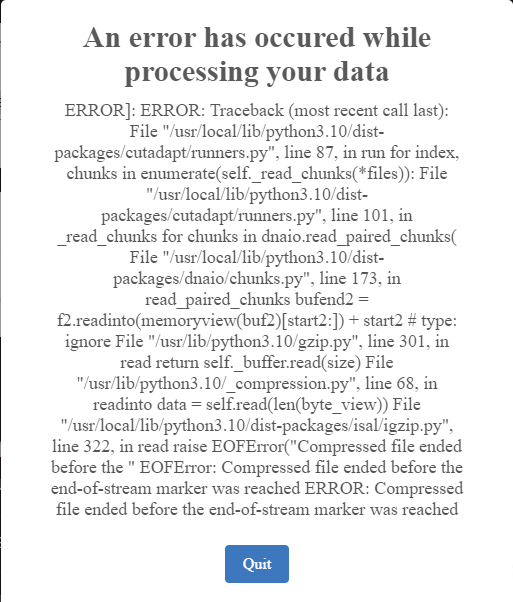 An error has occured while
processing your data
ERROR]: ERROR: Traceback (most recent call last):
File "/usr/local/lib/python3.10/dist-
packages/cutadapt/runners.py", line 87, in run for index,
chunks in enumerate(self._read_chunks(*files)): File
"/usr/local/lib/python3.10/dist-
packages/cutadapt/runners.py", line 101, in
_read_chunks for chunks in dnaio.read_paired_chunks(
File "/usr/local/lib/python3.10/dist-
packages/dnaio/chunks.py", line 173, in
read_paired_chunks bufend2 =
f2.readinto(memoryview(buf2)[start2:]) + start2 # type:
ignore File "/usr/lib/python3.10/gzip.py", line 301, in
read return self._buffer.read(size) File
"/usr/lib/python3.10/_compression.py", line 68, in
readinto data = self.read(len(byte_view)) File
"/usr/local/lib/python3.10/dist-packages/isal/igzip.py",
line 322, in read raise EOFError("Compressed file ended
before the " EOFError: Compressed file ended before the
end-of-stream marker was reached ERROR: Compressed
file ended before the end-of-stream marker was reached
Quit